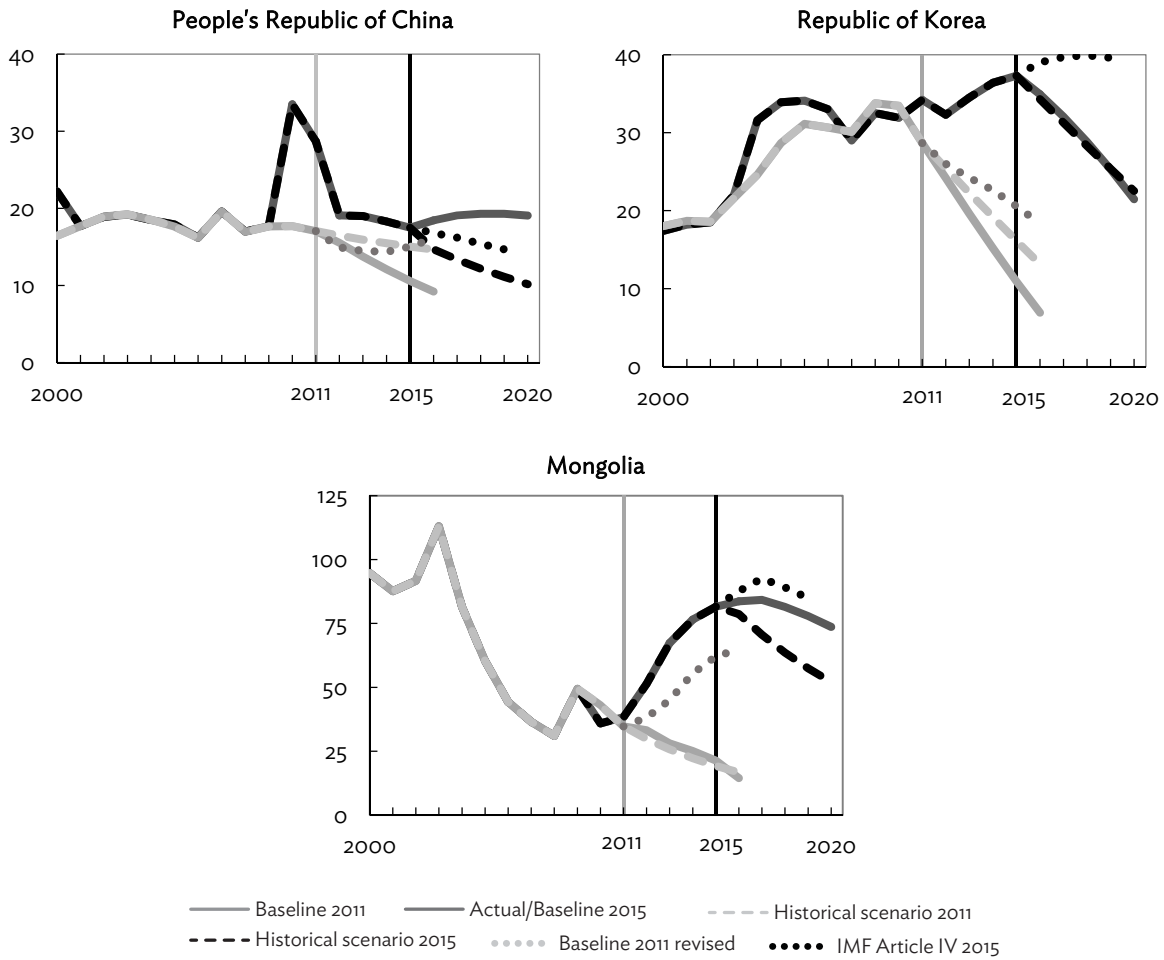 People's Republic of China
40
30
20
10
0
2000 2011 2015 2020
Republic of Korea
40
30
20
10
0
2000 2011 2015 2020
Mongolia
125
100
75
50
25
0
2000 2011 2015 2020
Baseline 2011 Actual/Baseline 2015 Historical scenario 2011
Historical scenario 2015 Baseline 2011 revised IMF Article IV 2015